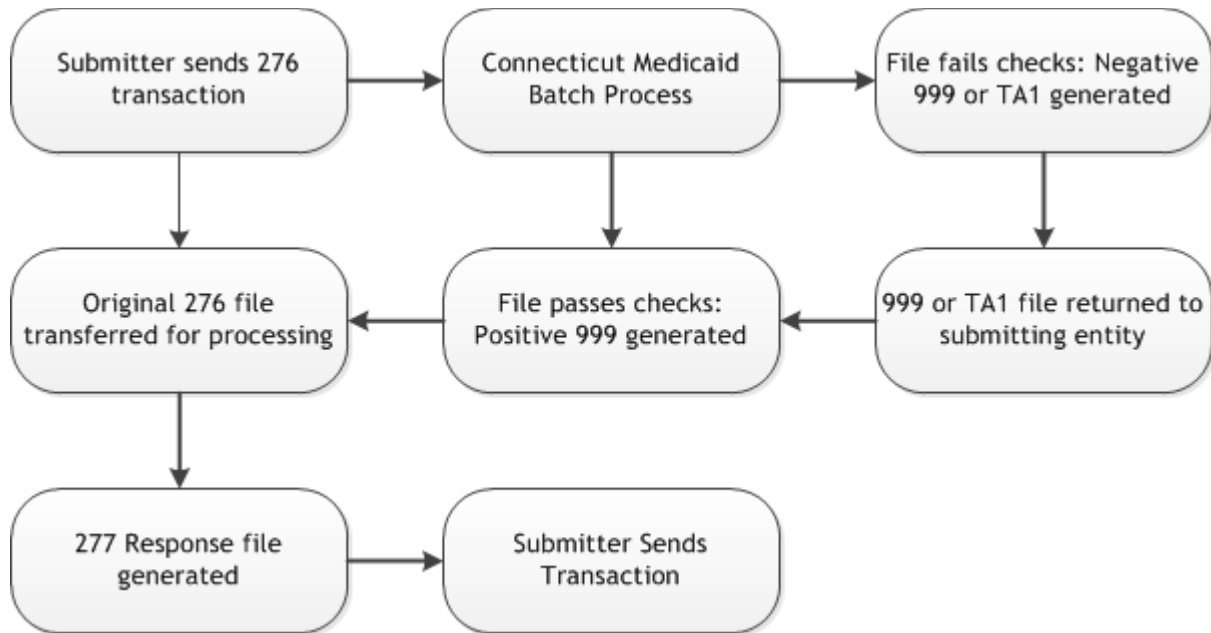 Submitter sends 276
transaction
Connecticut Medicaid
Batch Process
File fails checks: Negative
999 or TA1 generated
Original 276 file
transferred for processing
File passes checks:
Positive 999 generated
999 or TA1 file returned to
submitting entity
277 Response file
generated
Submitter Sends
Transaction